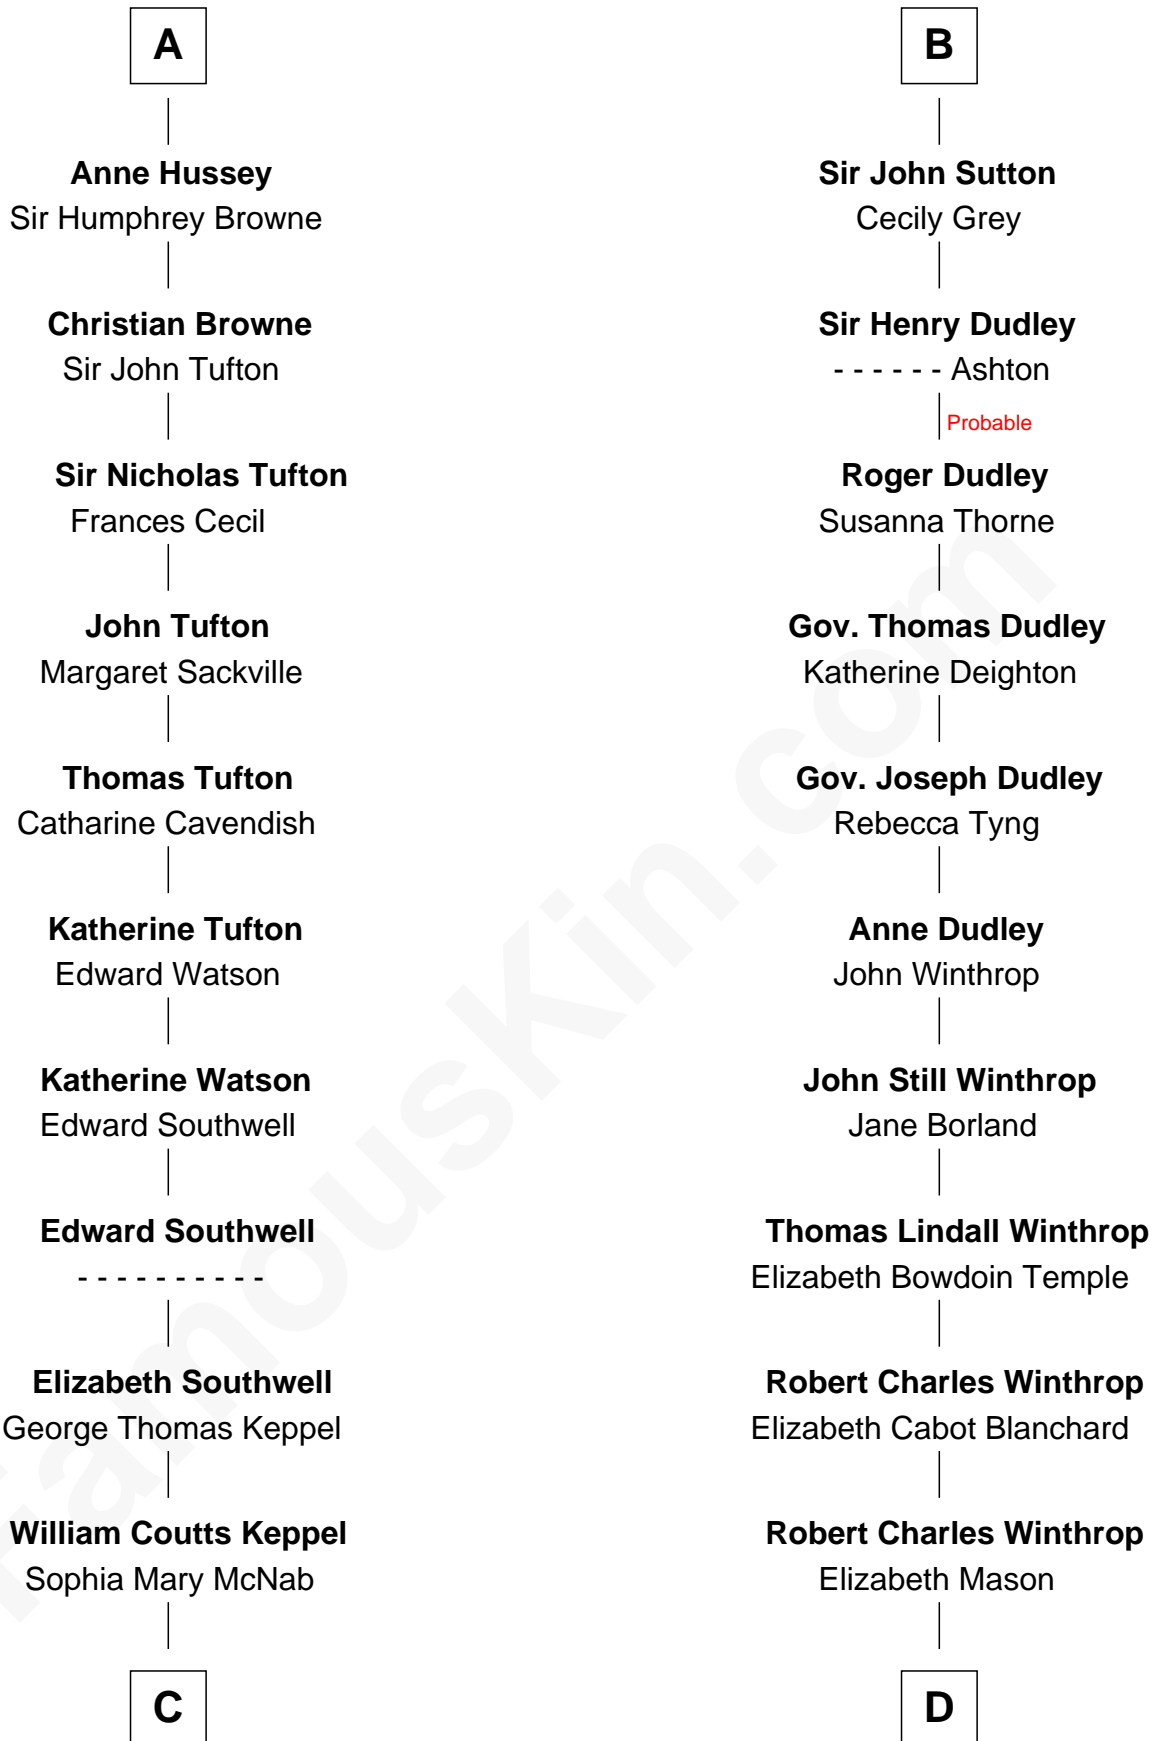 A
Anne Hussey
Sir Humphrey Browne
Christian Browne
Sir John Tufton
Sir Nicholas Tufton
Frances Cecil
John Tufton
Margaret Sackville
Thomas Tufton
Catharine Cavendish
Katherine Tufton
Edward Watson
Katherine Watson
Edward Southwell
Edward Southwell
- - - - - - - - - -
Elizabeth Southwell
George Thomas Keppel
William Coutts Keppel
Sophia Mary McNab
C
B
Sir John Sutton
Cecily Grey
Sir Henry Dudley
- - - - - - Ashton
Probable
Roger Dudley
Susanna Thorne
Gov. Thomas Dudley
Katherine Deighton
Gov. Joseph Dudley
Rebecca Tyng
Anne Dudley
John Winthrop
John Still Winthrop
Jane Borland
Thomas Lindall Winthrop
Elizabeth Bowdoin Temple
Robert Charles Winthrop
Elizabeth Cabot Blanchard
Robert Charles Winthrop
Elizabeth Mason
D
FamousKin.com